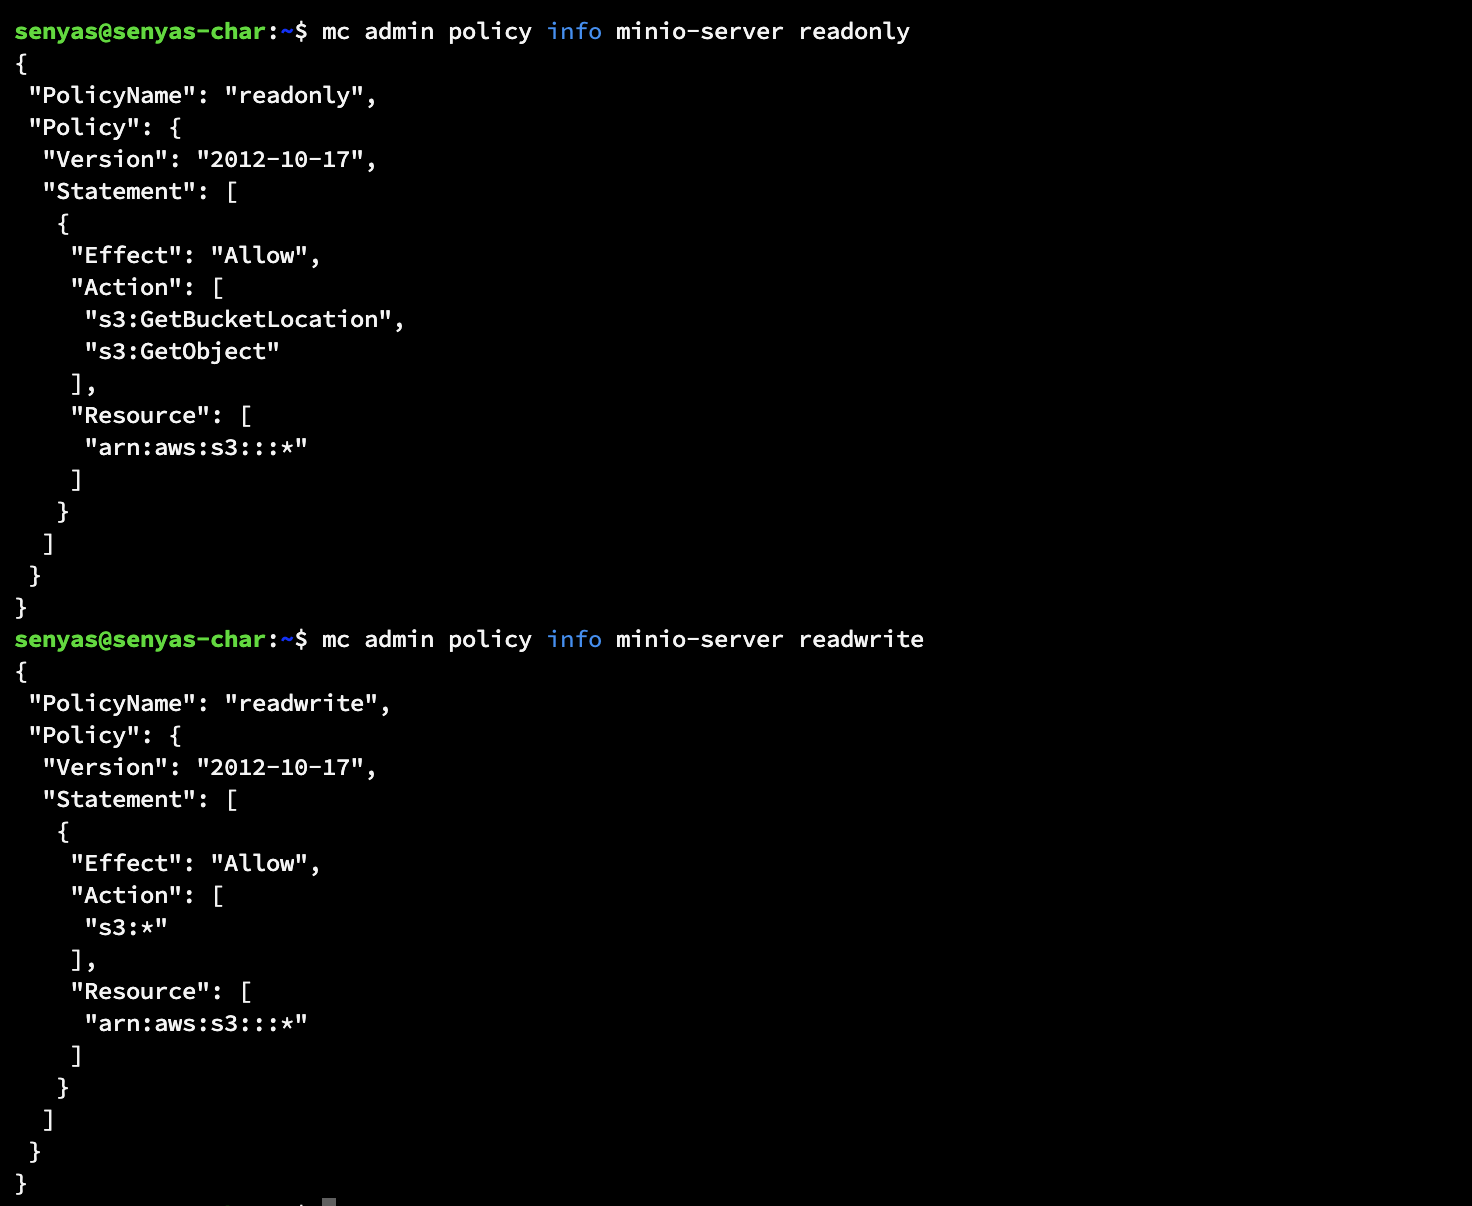 senyas@senyas-char:~$ mc admin policy info minio-server readonly
{
 "PolicyName": "readonly",
 "Policy": {
  "Version": "2012-10-17",
  "Statement": [
   {
    "Effect": "Allow",
    "Action": [
     "s3:GetBucketLocation",
     "s3:GetObject"
    ],
    "Resource": [
     "arn:aws:s3:::*"
    ]
   }
  ]
 }
}
senyas@senyas-char:~$ mc admin policy info minio-server readwrite
{
 "PolicyName": "readwrite",
 "Policy": {
  "Version": "2012-10-17",
  "Statement": [
   {
    "Effect": "Allow",
    "Action": [
     "s3:*"
    ],
    "Resource": [
     "arn:aws:s3:::*"
    ]
   }
  ]
 }
}